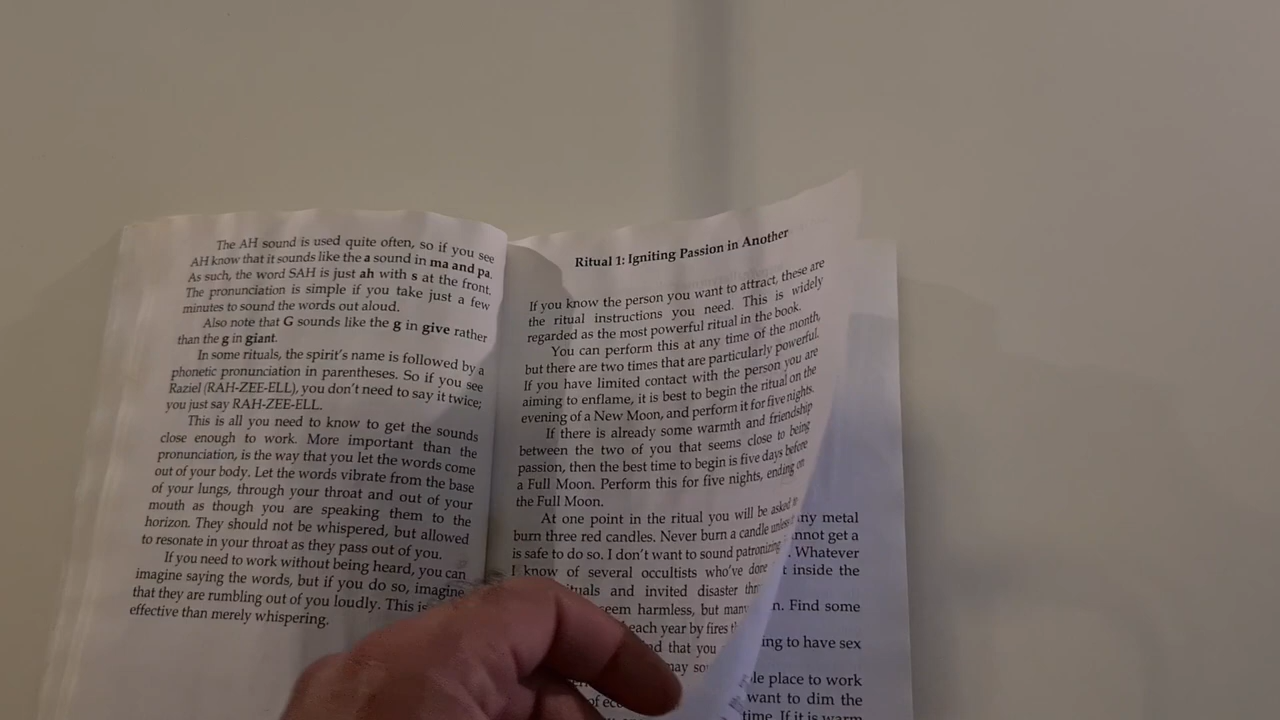 The AH sound is used quite often, so if you see
AH know that it sounds like the a sound in ma and pa.
As such, the word SAH is just ah with s at the front.
The pronunciation is simple if you take just a few
minutes to sound the words out aloud.
Also note that G sounds like the g in give rather
than the g in giant.
In some rituals, the spirit's name is followed by a
phonetic pronunciation in parentheses. So if you see
Raziel (RAH-ZEE-ELL), you don't need to say it twice;
you just say RAH-ZEE-ELL.
This is all you need to know to get the sounds
close enough to work. More important than the
pronunciation, is the way that you let the words come
out of your body. Let the words vibrate from the base
of your lungs, through your throat and out of your
mouth as though you are speaking them to the
horizon. They should not be whispered, but allowed
to resonate in your throat as they pass out of you.
If you need to work without being heard, you can
imagine saying the words, but if you do so, imagine
that they are rumbling out of you loudly. This is
effective than merely whispering.
Ritual 1: Igniting Passion in Another
If you know the person you want to attract, these are
the ritual instructions you need. This is widely
regarded as the most powerful ritual in the book.
You can perform this at any time of the month,
but there are two times that are particularly powerful.
If you have limited contact with the person you are
aiming to enflame, it is best to begin the ritual on the
evening of a New Moon, and perform it for five nights.
If there is already some warmth and friendship
between the two of you that seems close to being
passion, then the best time to begin is five days before
a Full Moon. Perform this for five nights, ending on
the Full Moon.
At one point in the ritual you will be asked to
burn three red candles. Never burn a candle unless
is safe to do so. I don't want to sound patronizing
I know of several occultists who've done
and invited disaster
seem harmless, but many
each year by fires
that you
may
of
my metal
get a
. Whatever
inside the
. Find some
to have sex
place to work
want to dim the
time. If it is warm